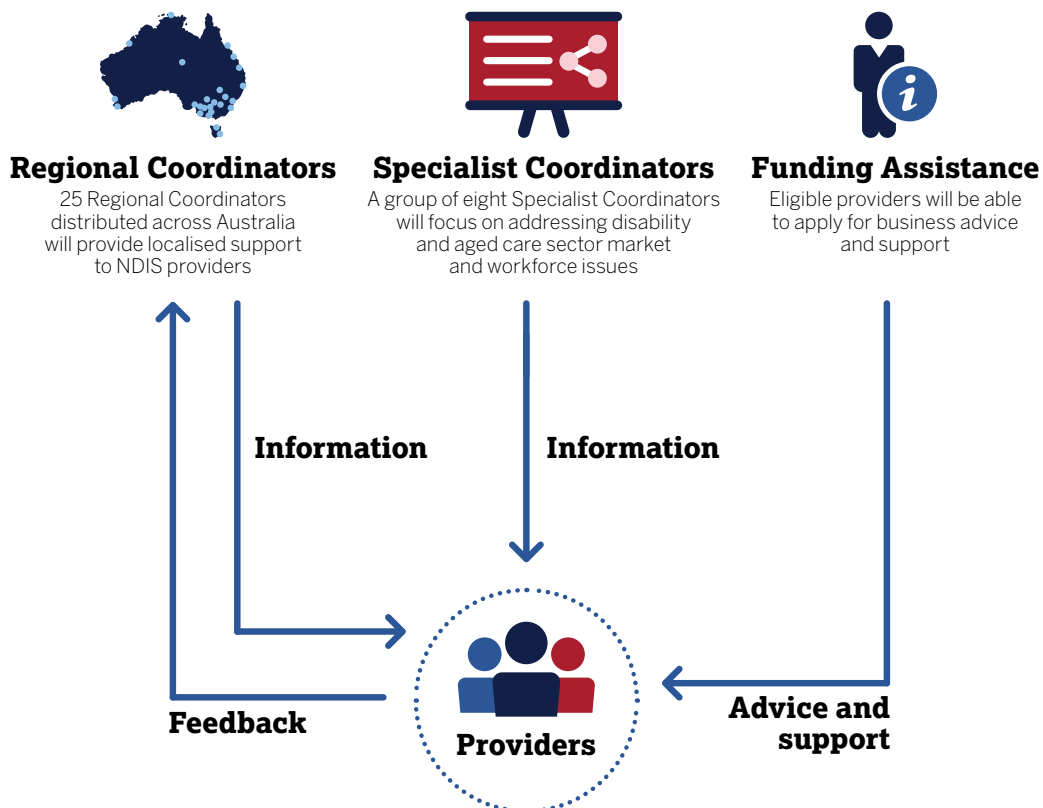 i
Regional Coordinators
25 Regional Coordinators
distributed across Australia
will provide localised support
to NDIS providers
Specialist Coordinators
A group of eight Specialist Coordinators
will focus on addressing disability
and aged care sector market
and workforce issues
Funding Assistance
Eligible providers will be able
to apply for business advice
and support
Information
Information
Feedback
Providers
Advice and
support